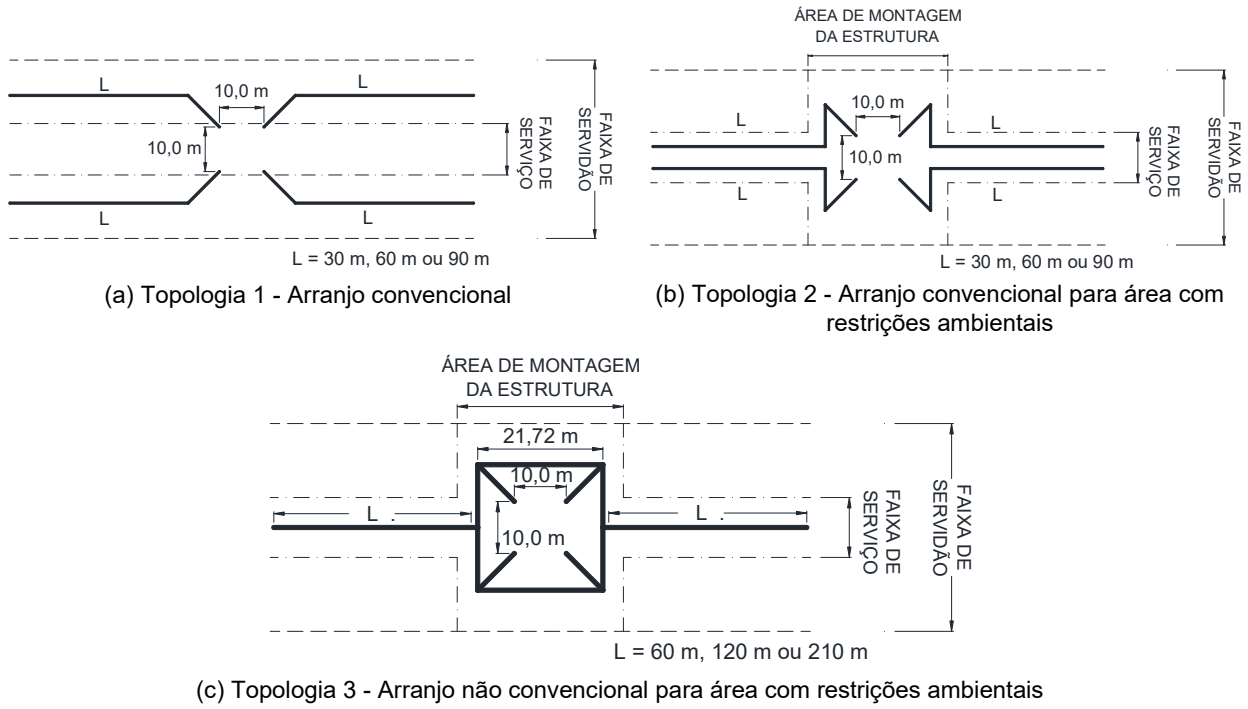 L
L
10,0 m
10,0 m
L
L
FAIXA DE
SERVIÇO
FAIXA DE
SERVIDÃO
L = 30 m, 60 m ou 90 m
(a) Topologia 1 - Arranjo convencional
ÁREA DE MONTAGEM
DA ESTRUTURA
10,0 m
L
L
10,0 m
L
L
FAIXA DE
SERVIÇO
FAIXA DE
SERVIDÃO
L = 30 m, 60 m ou 90 m
(b) Topologia 2 - Arranjo convencional para área com
restrições ambientais
ÁREA DE MONTAGEM
DA ESTRUTURA
21,72 m
10,0 m
L .
L .
10,0 m
FAIXA DE
SERVIÇO
FAIXA DE
SERVIDÃO
L = 60 m, 120 m ou 210 m
(c) Topologia 3 - Arranjo não convencional para área com restrições ambientais